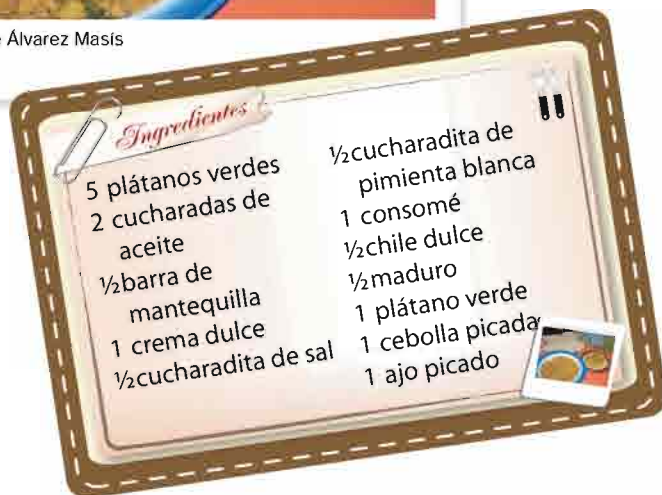 Álvarez Masís
Ingredientes
5 plátanos verdes
2 cucharadas de
aceite
½barra de
mantequilla
1 crema dulce
½cucharadita de sal
½cucharadita de
pimienta blanca
1 consomé
½chile dulce
½maduro
1 plátano verde
1 cebolla picada
1 ajo picado